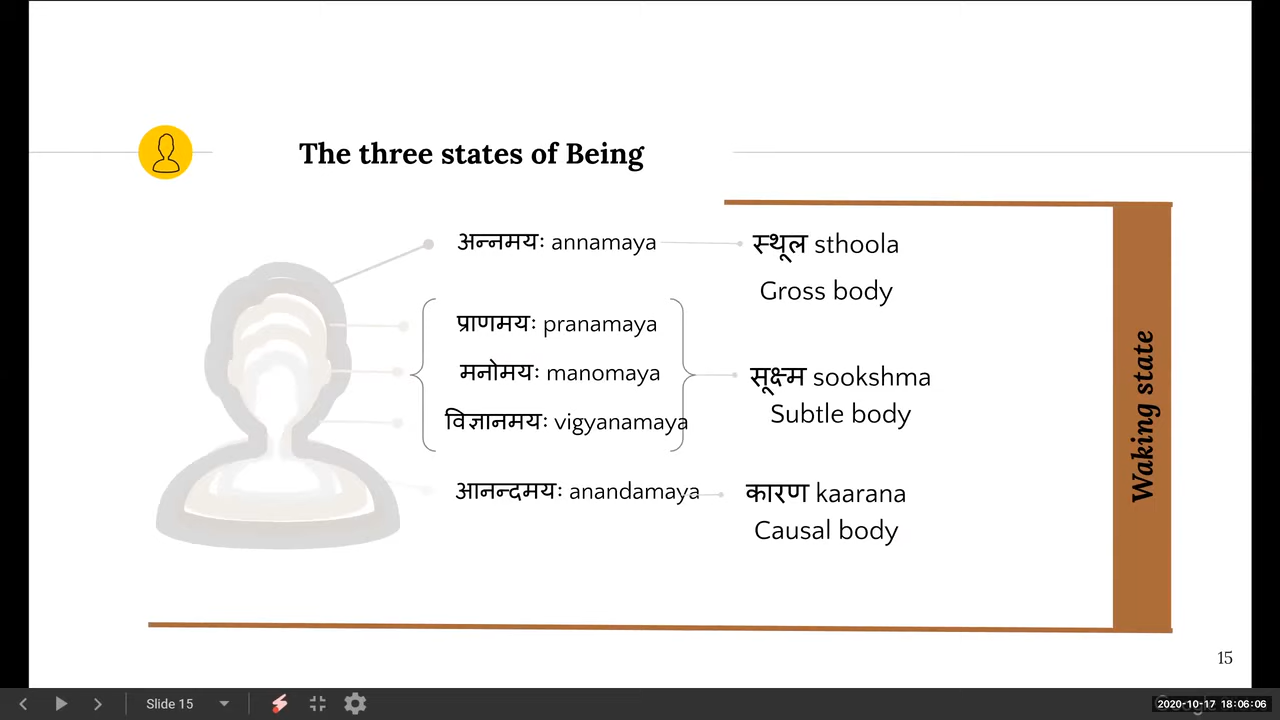 The three states of Being
अन्नमयः annamaya
स्थूल sthoola
Gross body
प्राणमयः pranamaya
मनोमयः manomaya
विज्ञानमयः vigyanamaya
सूक्ष्म sookshma
Subtle body
आनन्दमयः anandamaya
कारण kaarana
Causal body
Waking state
15
Slide 15
2020-10-17 18:06:06